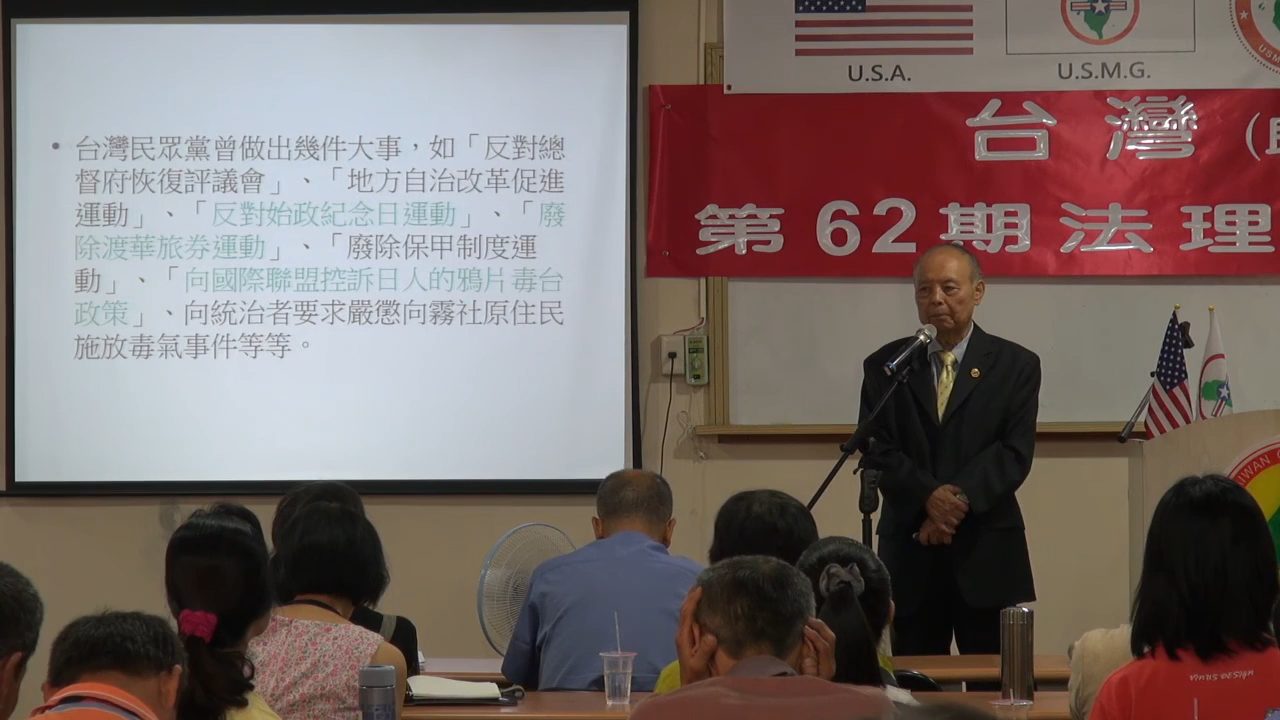 • 台灣民眾黨曾做出幾件大事，如「反對總
督府恢復評議會」、「地方自治改革促進
運動」、「反對始政紀念日運動」、「廢
除渡華旅券運動」、「廢除保甲制度運
動」、「向國際聯盟控訴日人的鴉片毒台
政策」、向統治者要求嚴懲向霧社原住民
施放毒氣事件等等。
U.S.A.
U.S.M.G.
台灣
第62期法理